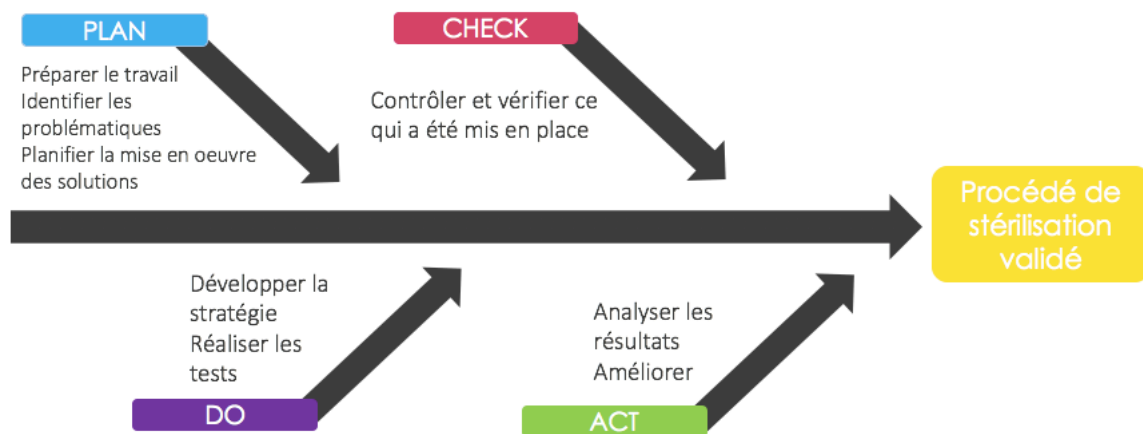 PLAN
Préparer le travail
Identifier les
problématiques
Planifier la mise en oeuvre
des solutions
CHECK
Contrôler et vérifier ce
qui a été mis en place
Développer la
stratégie
Réaliser les
tests
DO
Analyser les
résultats
Améliorer
ACT
Procédé de
stérilisation
validé